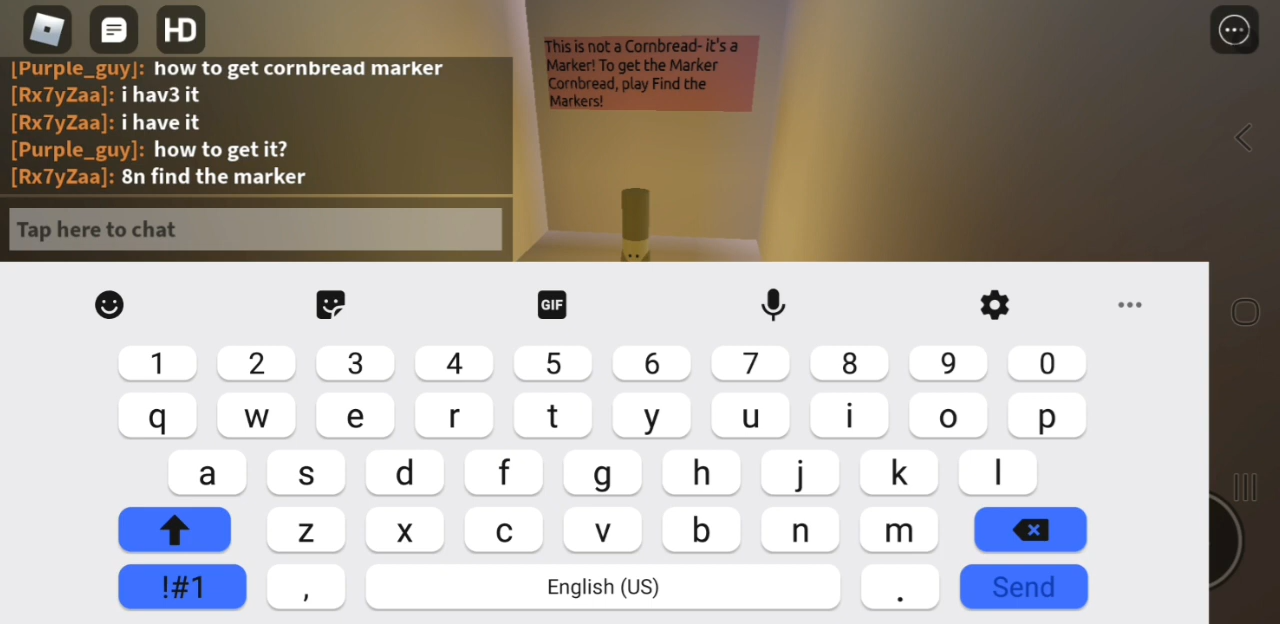 HD
[Purple_guy]: how to get cornbread marker
[Rx7yZaa]: i hav3 it
[Rx7yZaa]: i have it
[Purple_guy]: how to get it?
[Rx7yZaa]: 8n find the marker
Tap here to chat
This is not a Cornbread- it's a
Marker! To get the Marker
Cornbread, play Find the
Markers!
GIF
1 2 3 4 5 6 7 8 9 0
q w e r t y u i o p
a s d f g h j k l
z x c v b n m
!#1 , English (US) . Send